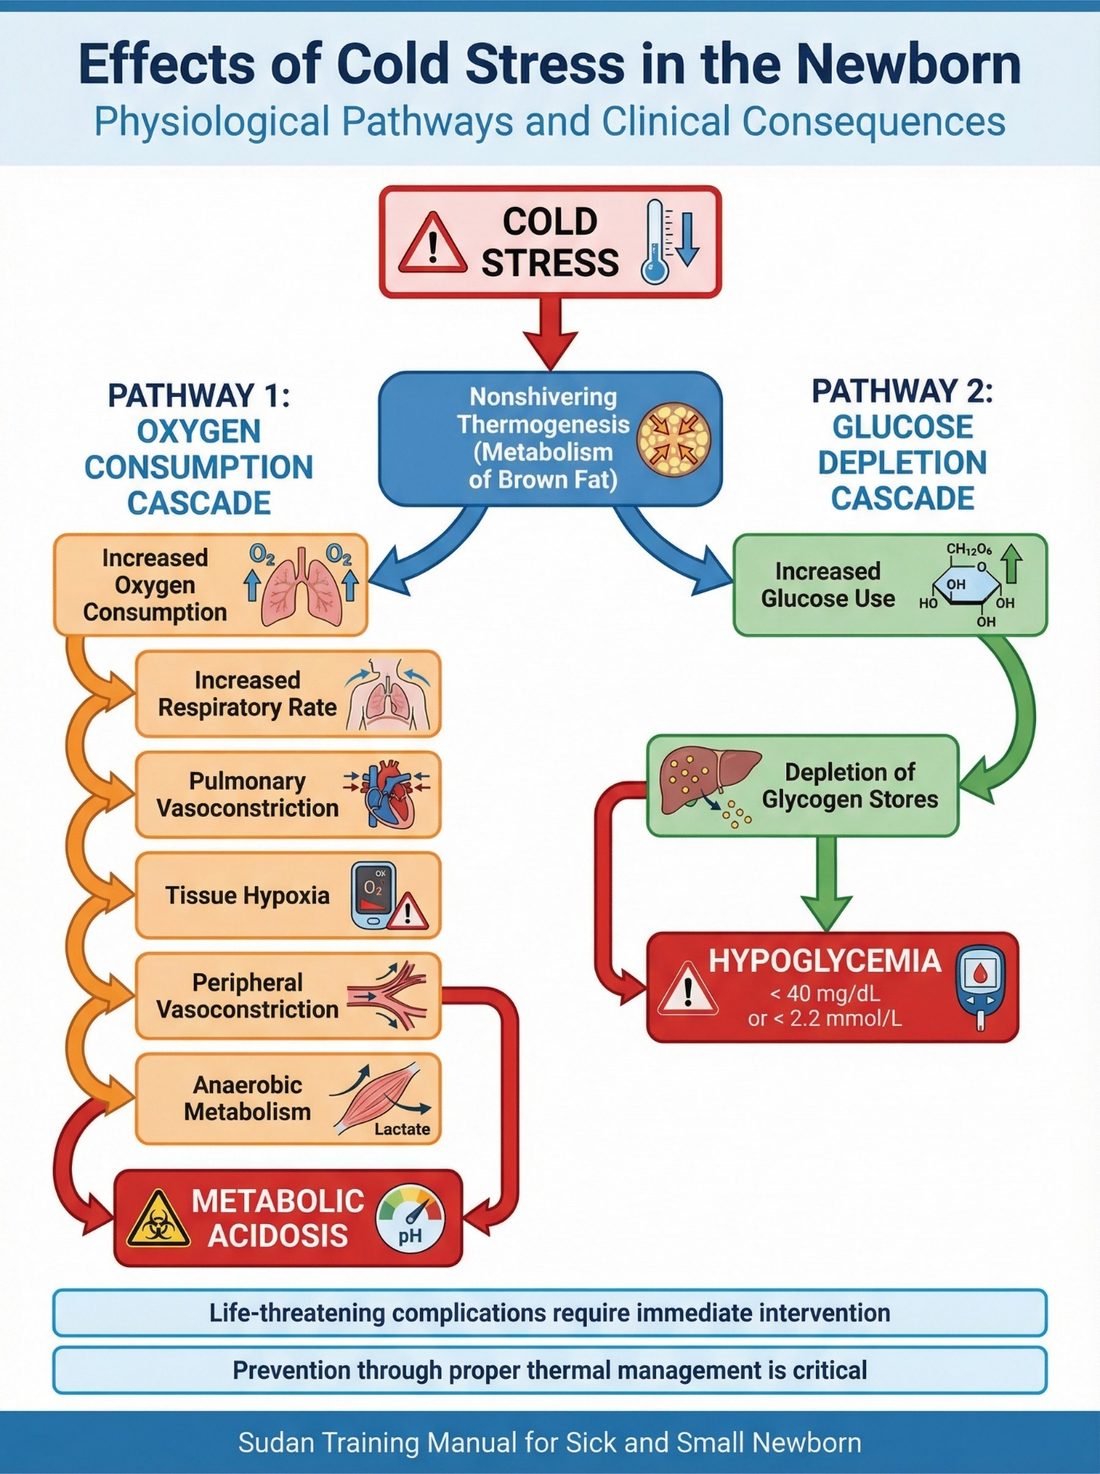 Effects of Cold Stress in the Newborn
Physiological Pathways and Clinical Consequences
COLD
STRESS
Nonshivering
Thermogenesis
(Metabolism
of Brown Fat)
PATHWAY 1:
OXYGEN
CONSUMPTION
CASCADE
Increased
Oxygen
Consumption
O2
O2
Increased
Respiratory Rate
Pulmonary
Vasoconstriction
Tissue Hypoxia
OX
O2
Peripheral
Vasoconstriction
Anaerobic
Metabolism
Lactate
METABOLIC
ACIDOSIS
pH
PATHWAY 2:
GLUCOSE
DEPLETION
CASCADE
Increased
Glucose Use
CH12O6
O
OH
HO
OH
OH
Depletion of
Glycogen Stores
HYPOGLYCEMIA
< 40 mg/dL
or < 2.2 mmol/L
Life-threatening complications require immediate intervention
Prevention through proper thermal management is critical
Sudan Training Manual for Sick and Small Newborn